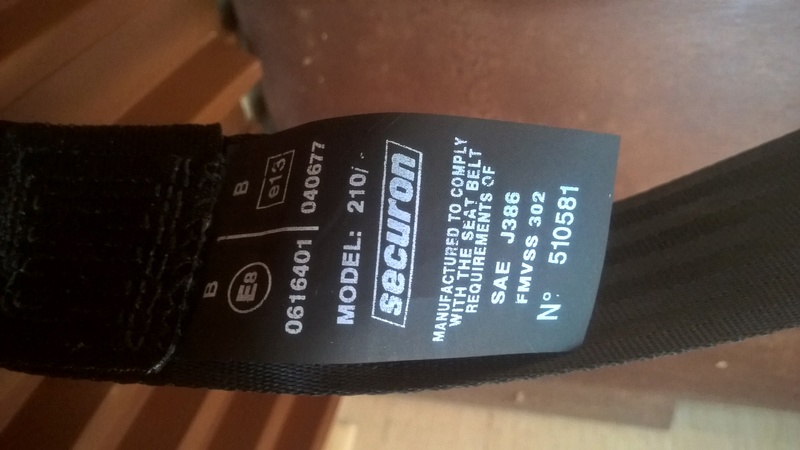 B B
E8 e13
0616401 040677
MODEL: 210/
securon
MANUFACTURED TO COMPLY
WITH THE SEAT BELT
REQUIREMENTS OF
SAE J386
FMVSS 302
N° 510581